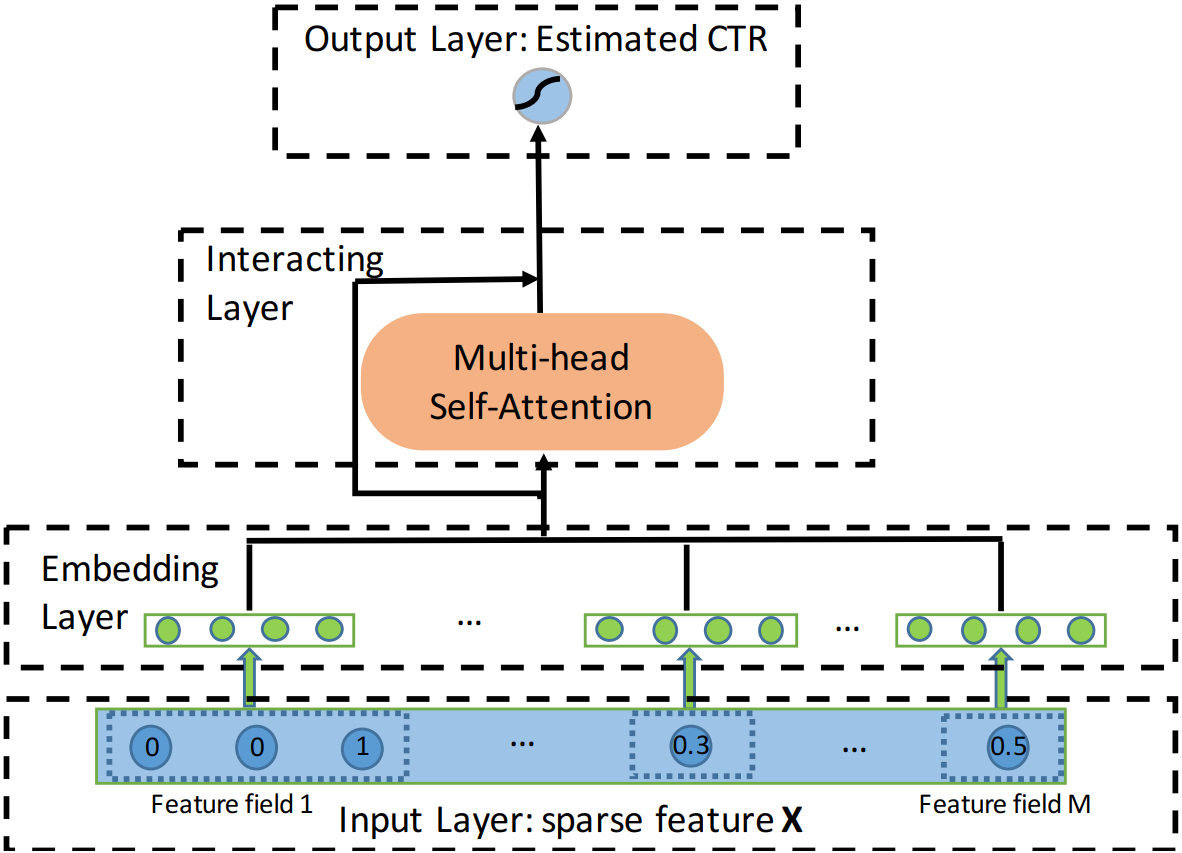 Output Layer: Estimated CTR
Interacting
Layer
Multi-head
Self-Attention
Embedding
Layer
...
...
0 0 1 ... 0.3 ... 0.5
Feature field 1
Feature field M
Input Layer: sparse feature X